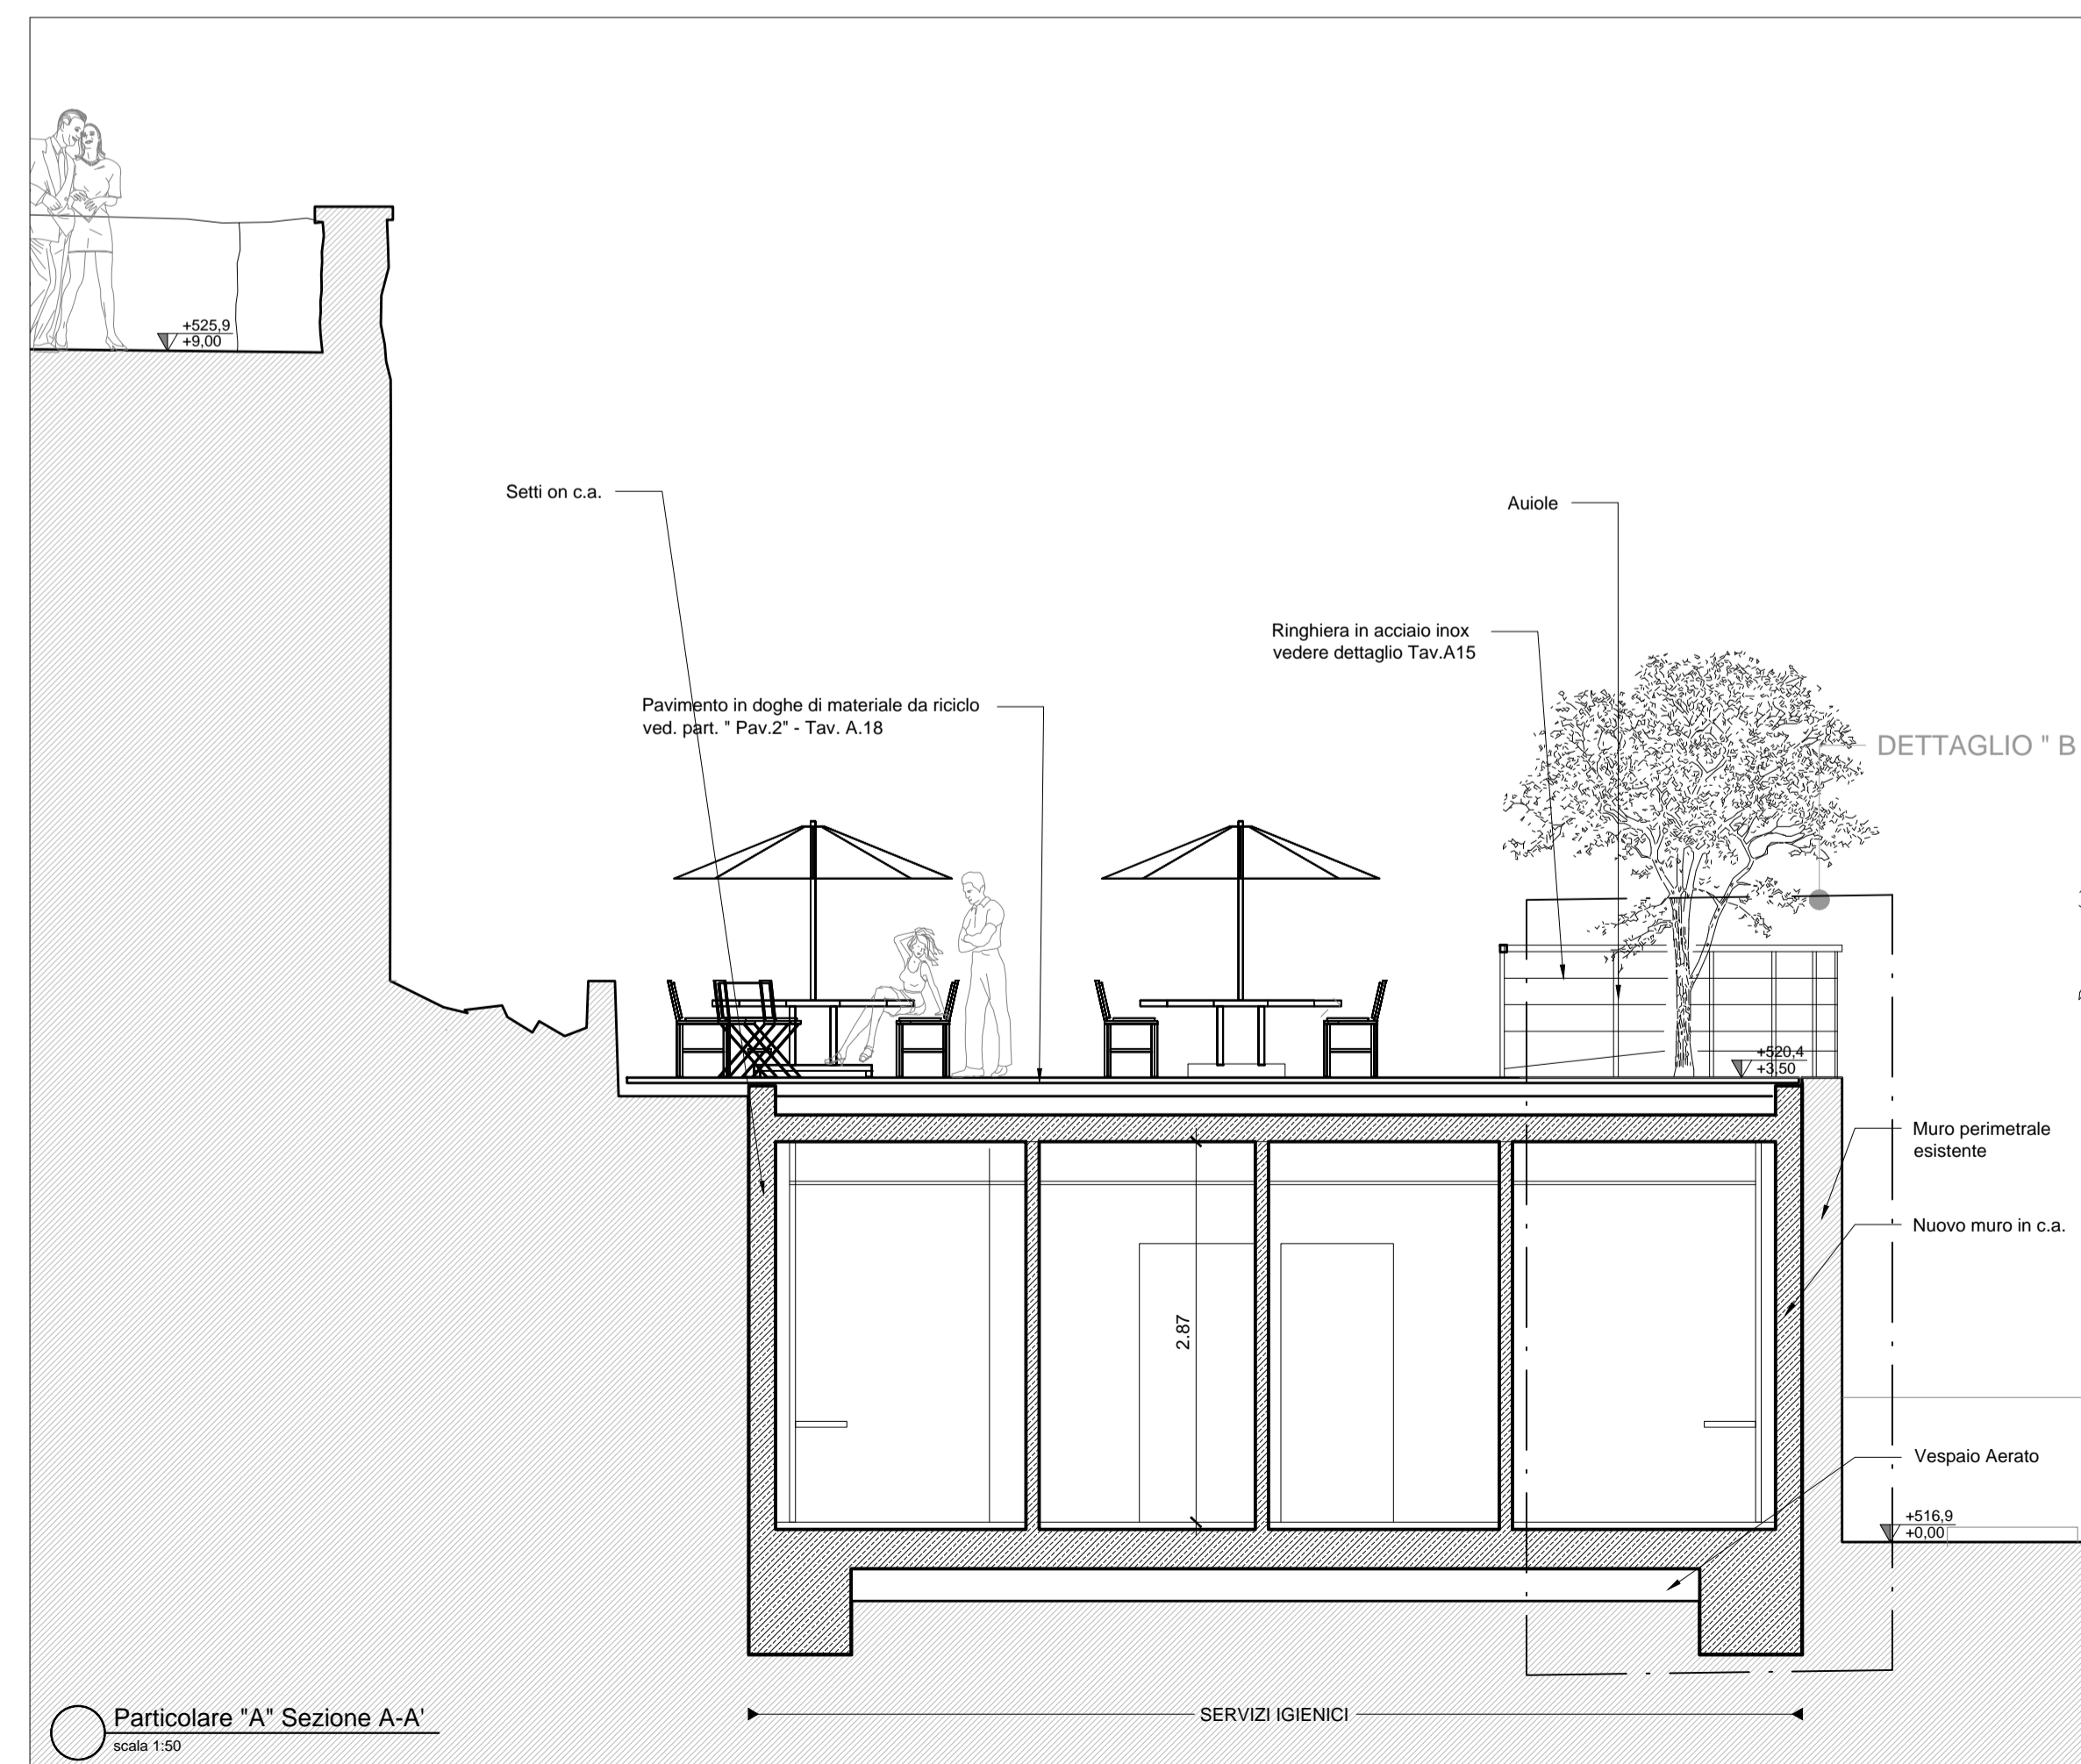 +525,9
+9,00
Setti on c.a.
Auiole
Ringhiera in acciaio inox
vedere dettaglio Tav.A15
Pavimento in doghe di materiale da riciclo
ved. part. " Pav.2" - Tav. A.18
DETTAGLIO " B
+520,4
+3,50
Muro perimetrale
esistente
Nuovo muro in c.a.
2.87
Vespaio Aerato
+516,9
+0,00
SERVIZI IGIENICI
Particolare "A" Sezione A-A'
scala 1:50